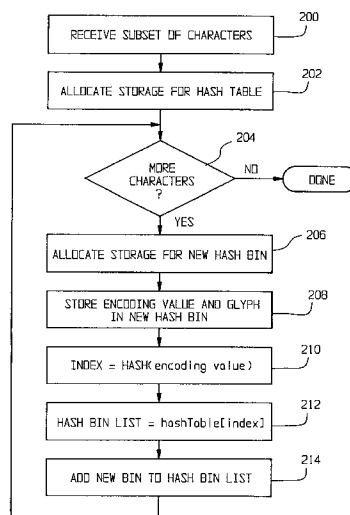 200
RECEIVE SUBSET OF CHARACTERS
202
ALLOCATE STORAGE FOR HASH TABLE
204
MORE
CHARACTERS
?
NO
DONE
YES
206
ALLOCATE STORAGE FOR NEW HASH BIN
208
STORE ENCODING VALUE AND GLYPH
IN NEW HASH BIN
210
INDEX = HASH(encoding value)
212
HASH BIN LIST = hashTable[index]
214
ADD NEW BIN TO HASH BIN LIST